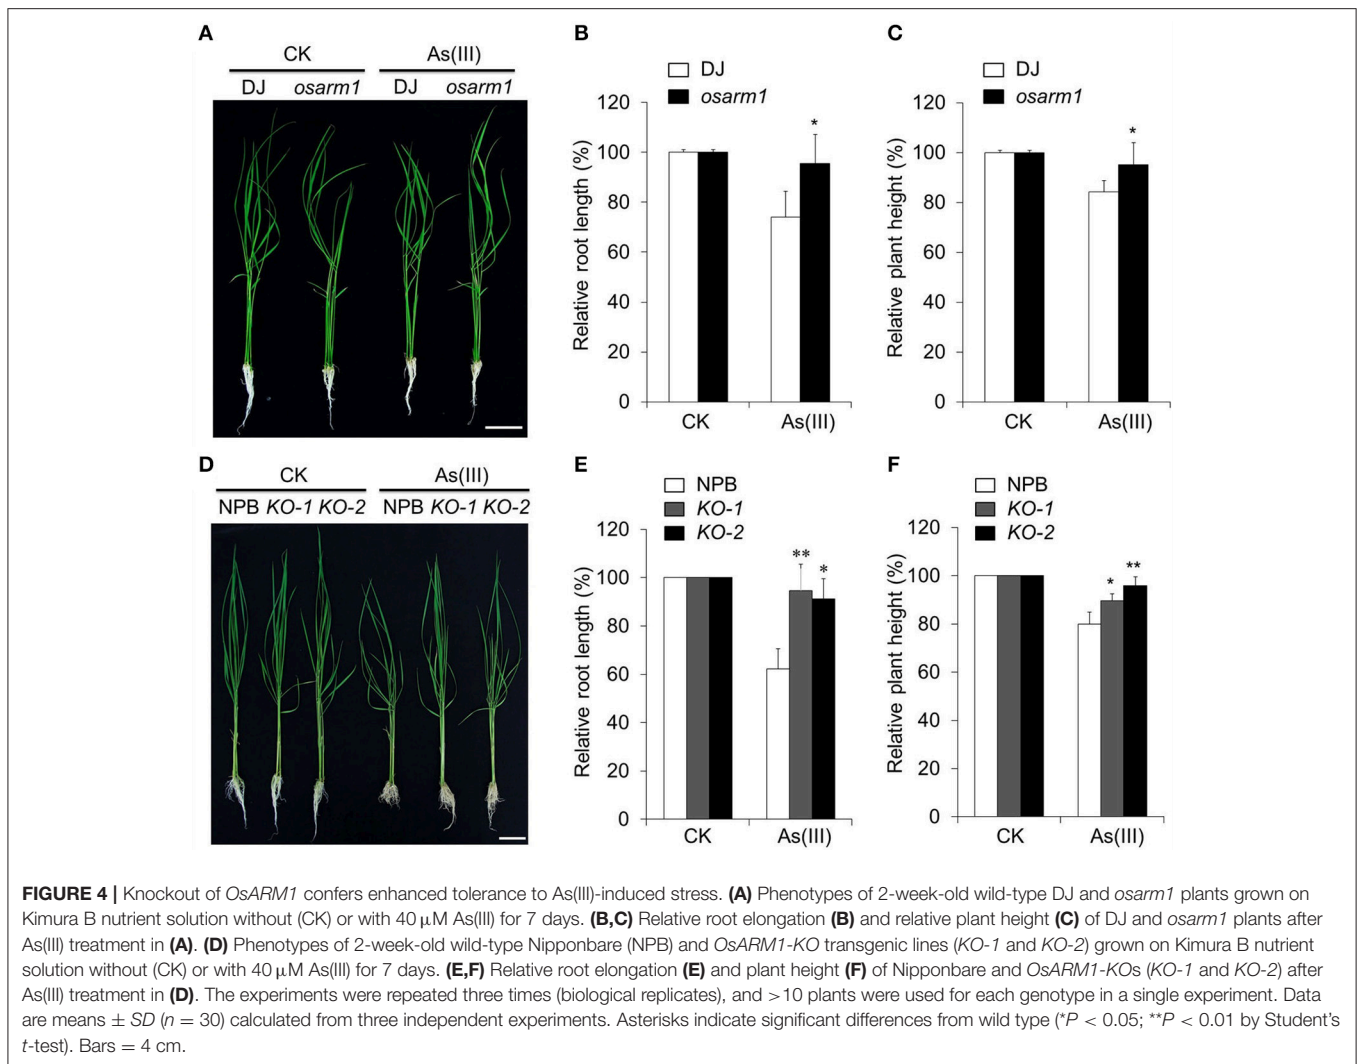 A
CK As(III)
DJ osarm1 DJ osarm1
B
DJ
osarm1
Relative root length (%)
120
100
80
60
40
20
0
*
CK As(III)
C
DJ
osarm1
Relative plant height (%)
120
100
80
60
40
20
0
*
CK As(III)
D
CK As(III)
NPB KO-1 KO-2 NPB KO-1 KO-2
E
NPB
KO-1
KO-2
Relative root length (%)
120
100
80
60
40
20
0
** *
CK As(III)
F
NPB
KO-1
KO-2
Relative plant height (%)
120
100
80
60
40
20
0
* **
CK As(III)
FIGURE 4 | Knockout of OsARM1 confers enhanced tolerance to As(III)-induced stress. (A) Phenotypes of 2-week-old wild-type DJ and osarm1 plants grown on
Kimura B nutrient solution without (CK) or with 40 μM As(III) for 7 days. (B,C) Relative root elongation (B) and relative plant height (C) of DJ and osarm1 plants after
As(III) treatment in (A). (D) Phenotypes of 2-week-old wild-type Nipponbare (NPB) and OsARM1-KO transgenic lines (KO-1 and KO-2) grown on Kimura B nutrient
solution without (CK) or with 40 μM As(III) for 7 days. (E,F) Relative root elongation (E) and plant height (F) of Nipponbare and OsARM1-KOs (KO-1 and KO-2) after
As(III) treatment in (D). The experiments were repeated three times (biological replicates), and >10 plants were used for each genotype in a single experiment. Data
are means ± SD (n = 30) calculated from three independent experiments. Asterisks indicate significant differences from wild type (*P < 0.05; **P < 0.01 by Student's
t-test). Bars = 4 cm.